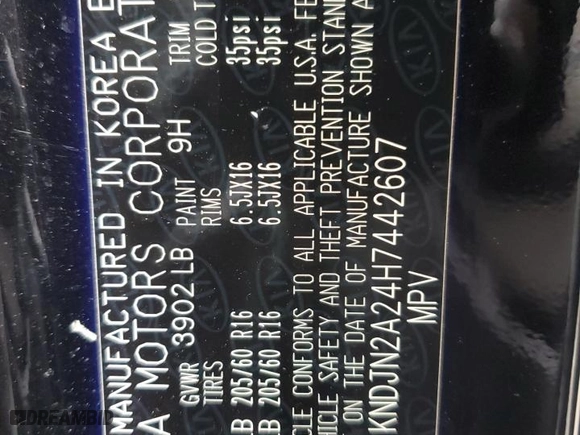 MANUFACTURED IN KOREA
A MOTORS CORPORAT
GVWR PAINT TRIM
3902 LB 9H COLD T
TIRES RIMS
LB 205/60 R16 6.5JX16 35psi
LB 205/60 R16 6.5JX16 35psi
CLE CONFORMS TO ALL APPLICABLE U.S.A. FE
HICLE SAFETY AND THEFT PREVENTION STAN
ON THE DATE OF MANUFACTURE SHOWN A
KNDJN2A24H7442607
MPV
DREAMBID